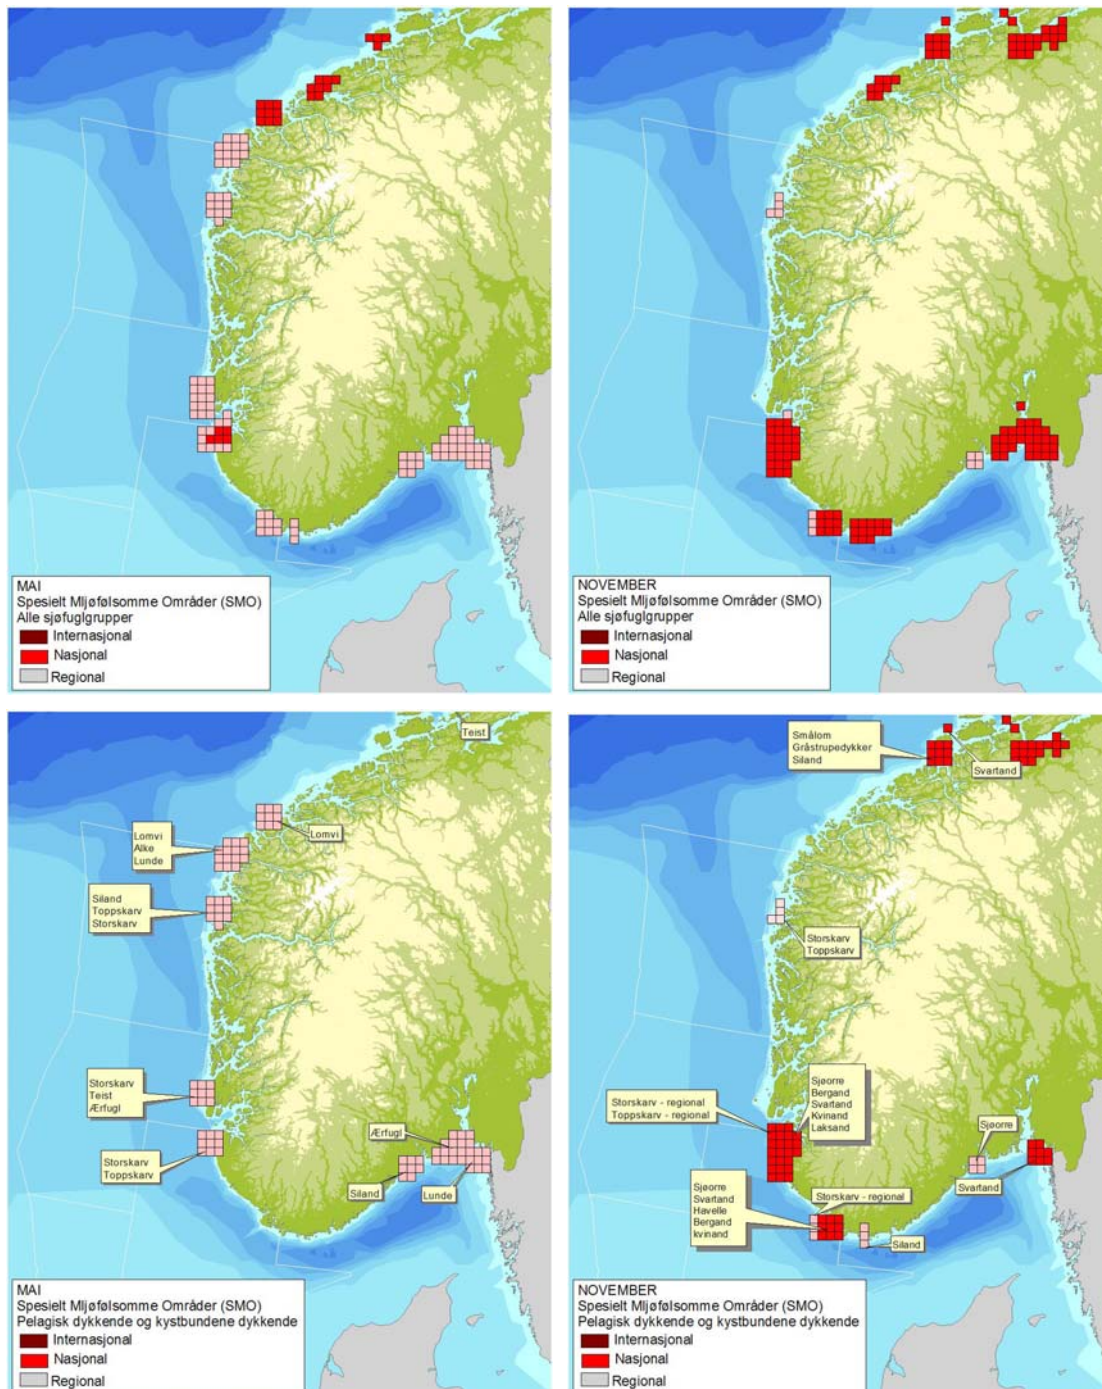 MAI
Spesielt Mljøfølsomme Områder (SMO)
Alle sjøfuglgrupper
Internasjonal
Nasjonal
Regional
NOVEMBER
Spesielt Mljøfølsomme Områder (SMO)
Alle sjøfuglgrupper
Internasjonal
Nasjonal
Regional
Teist
Lomvi
Lomvi
Alke
Lunde
Siland
Toppskarv
Storskarv
Storskarv
Teist
Ærfugl
Storskarv
Toppskarv
Ærfugl
Siland
Lunde
MAI
Spesielt Mljøfølsomme Områder (SMO)
Pelagisk dykkende og kystbundene dykkende
Internasjonal
Nasjonal
Regional
Smålom
Gråstrupedykker
Siland
Svartand
Storskarv
Toppskarv
Storskarv - regional
Toppskarv - regional
Sjøorre
Bergand
Svartand
Kvinand
Laksand
Sjøorre
Svartand
Sjøorre
Svartand
Havelle
Bergand
kvinand
Storskarv - regional
Siland
NOVEMBER
Spesielt Mljøfølsomme Områder (SMO)
Pelagisk dykkende og kystbundene dykkende
Internasjonal
Nasjonal
Regional